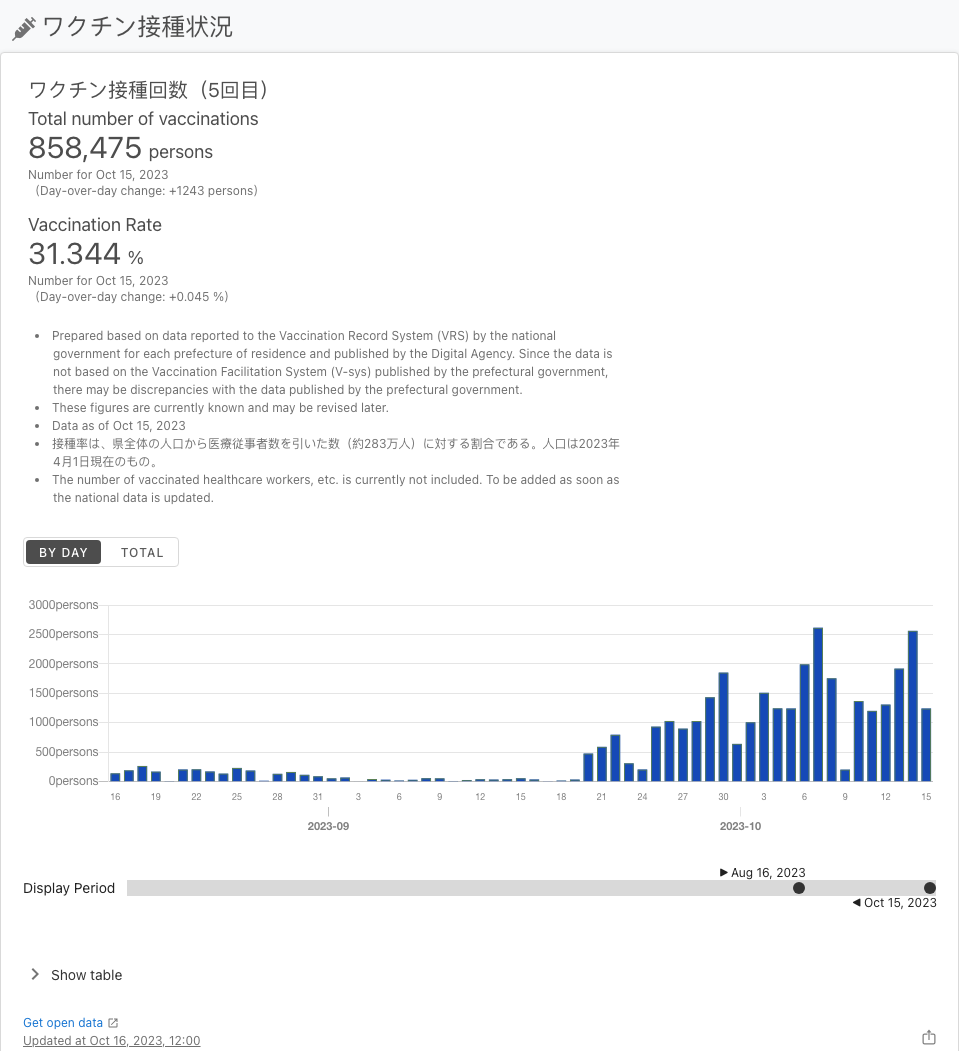 ワクチン接種状況
ワクチン接種回数（5回目）
Total number of vaccinations
858,475 persons
Number for Oct 15, 2023
（Day-over-day change: +1243 persons）
Vaccination Rate
31.344 %
Number for Oct 15, 2023
（Day-over-day change: +0.045 %）
• Prepared based on data reported to the Vaccination Record System (VRS) by the national
government for each prefecture of residence and published by the Digital Agency. Since the data is
not based on the Vaccination Facilitation System (V-sys) published by the prefectural government,
there may be discrepancies with the data published by the prefectural government.
• These figures are currently known and may be revised later.
• Data as of Oct 15, 2023
• 接種率は、県全体の人口から医療従事者数を引いた数（約283万人）に対する割合である。人口は2023年
4月1日現在のもの。
• The number of vaccinated healthcare workers, etc. is currently not included. To be added as soon as
the national data is updated.
BY DAY TOTAL
3000persons
2500persons
2000persons
1500persons
1000persons
500persons
0persons
16 19 22 25 28 31 3 6 9 12 15 18 21 24 27 30 3 6 9 12 15
2023-09 2023-10
Aug 16, 2023
Display Period
Oct 15, 2023
Show table
Get open data
Updated at Oct 16, 2023, 12:00